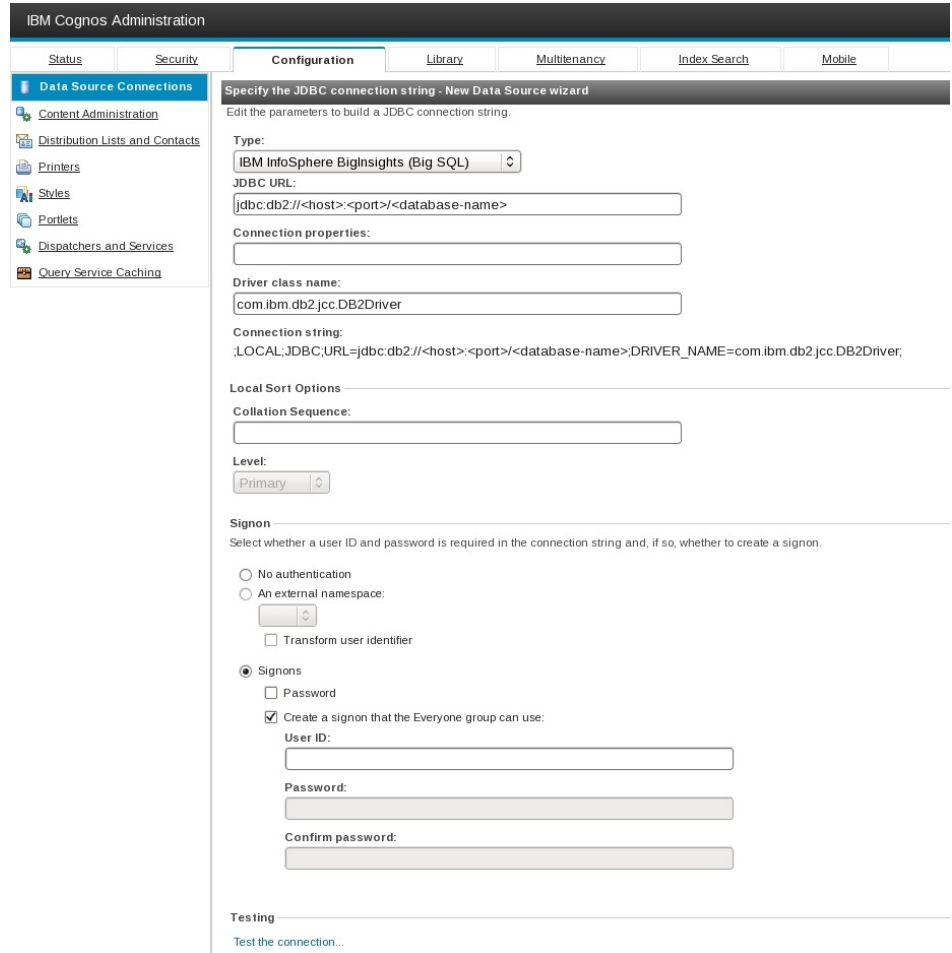 IBM Cognos Administration
Status Security Configuration Library Multitenancy Index Search Mobile
Data Source Connections
Content Administration
Distribution Lists and Contacts
Printers
Styles
Portlets
Dispatchers and Services
Query Service Caching
Specify the JDBC connection string - New Data Source wizard
Edit the parameters to build a JDBC connection string.
Type:
IBM InfoSphere BigInsights (Big SQL)
JDBC URL:
jdbc:db2://<host>:<port>/<database-name>
Connection properties:
Driver class name:
com.ibm.db2.jcc.DB2Driver
Connection string:
;LOCAL;JDBC;URL=jdbc:db2://<host>:<port>/<database-name>;DRIVER_NAME=com.ibm.db2.jcc.DB2Driver;
Local Sort Options
Collation Sequence:
Level:
Primary
Signon
Select whether a user ID and password is required in the connection string and, if so, whether to create a signon.
No authentication
An external namespace:
Transform user identifier
Signons
Password
Create a signon that the Everyone group can use:
User ID:
Password:
Confirm password:
Testing
Test the connection...